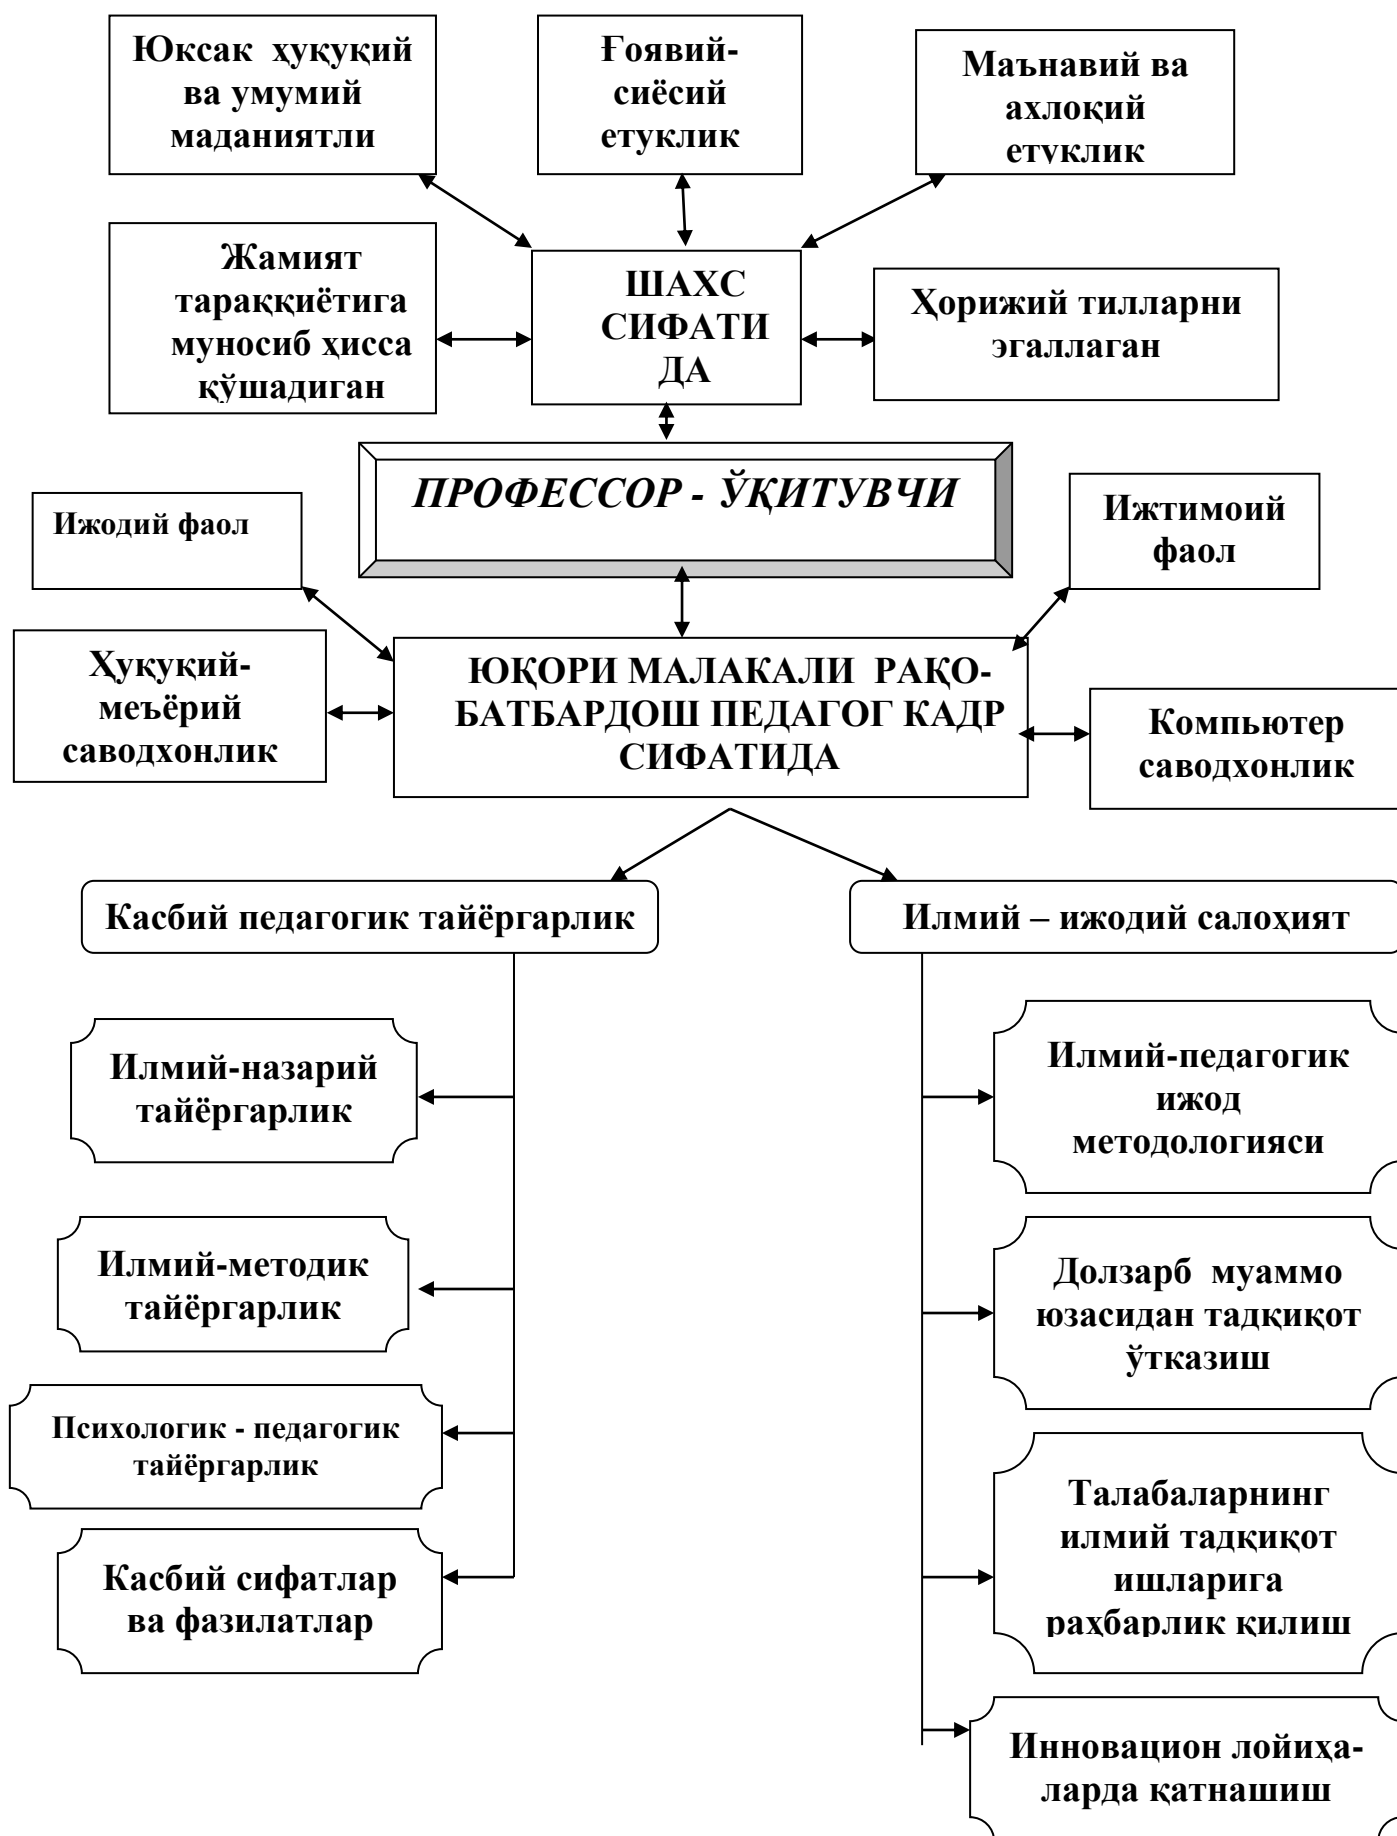 Юксак ҳуқуқий
ва умумий
маданиятли
Ғоявий-
сиёсий
етуклик
Маънавий ва
ахлоқий
етуклик
Жамият
тараққиётига
муносиб ҳисса
қўшадиган
ШАХС
СИФАТИ
ДА
Ҳорижий тилларни
эгаллаган
ПРОФЕССОР - ЎҚИТУВЧИ
Ижодий фаол
Ижтимоий
фаол
Ҳуқуқий-
меъёрий
саводхонлик
ЮҚОРИ МАЛАКАЛИ РАҚО-
БАТБАРДОШ ПЕДАГОГ КАДР
СИФАТИДА
Компьютер
саводхонлик
Касбий педагогик тайёргарлик
Илмий – ижодий салоҳият
Илмий-назарий
тайёргарлик
Илмий-методик
тайёргарлик
Психологик - педагогик
тайёргарлик
Касбий сифатлар
ва фазилатлар
Илмий-педагогик
ижод
методологияси
Долзарб муаммо
юзасидан тадқиқот
ўтказиш
Талабаларнинг
илмий тадқиқот
ишларига
раҳбарлик қилиш
Инновацион лойиҳа-
ларда қатнашиш